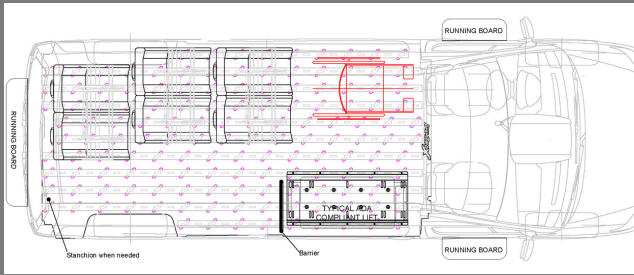 RUNNING BOARD
RUNNING BOARD
TYPICAL ADA
COMPLIANT LIFT
Stanchion when needed
Barrier
RUNNING BOARD